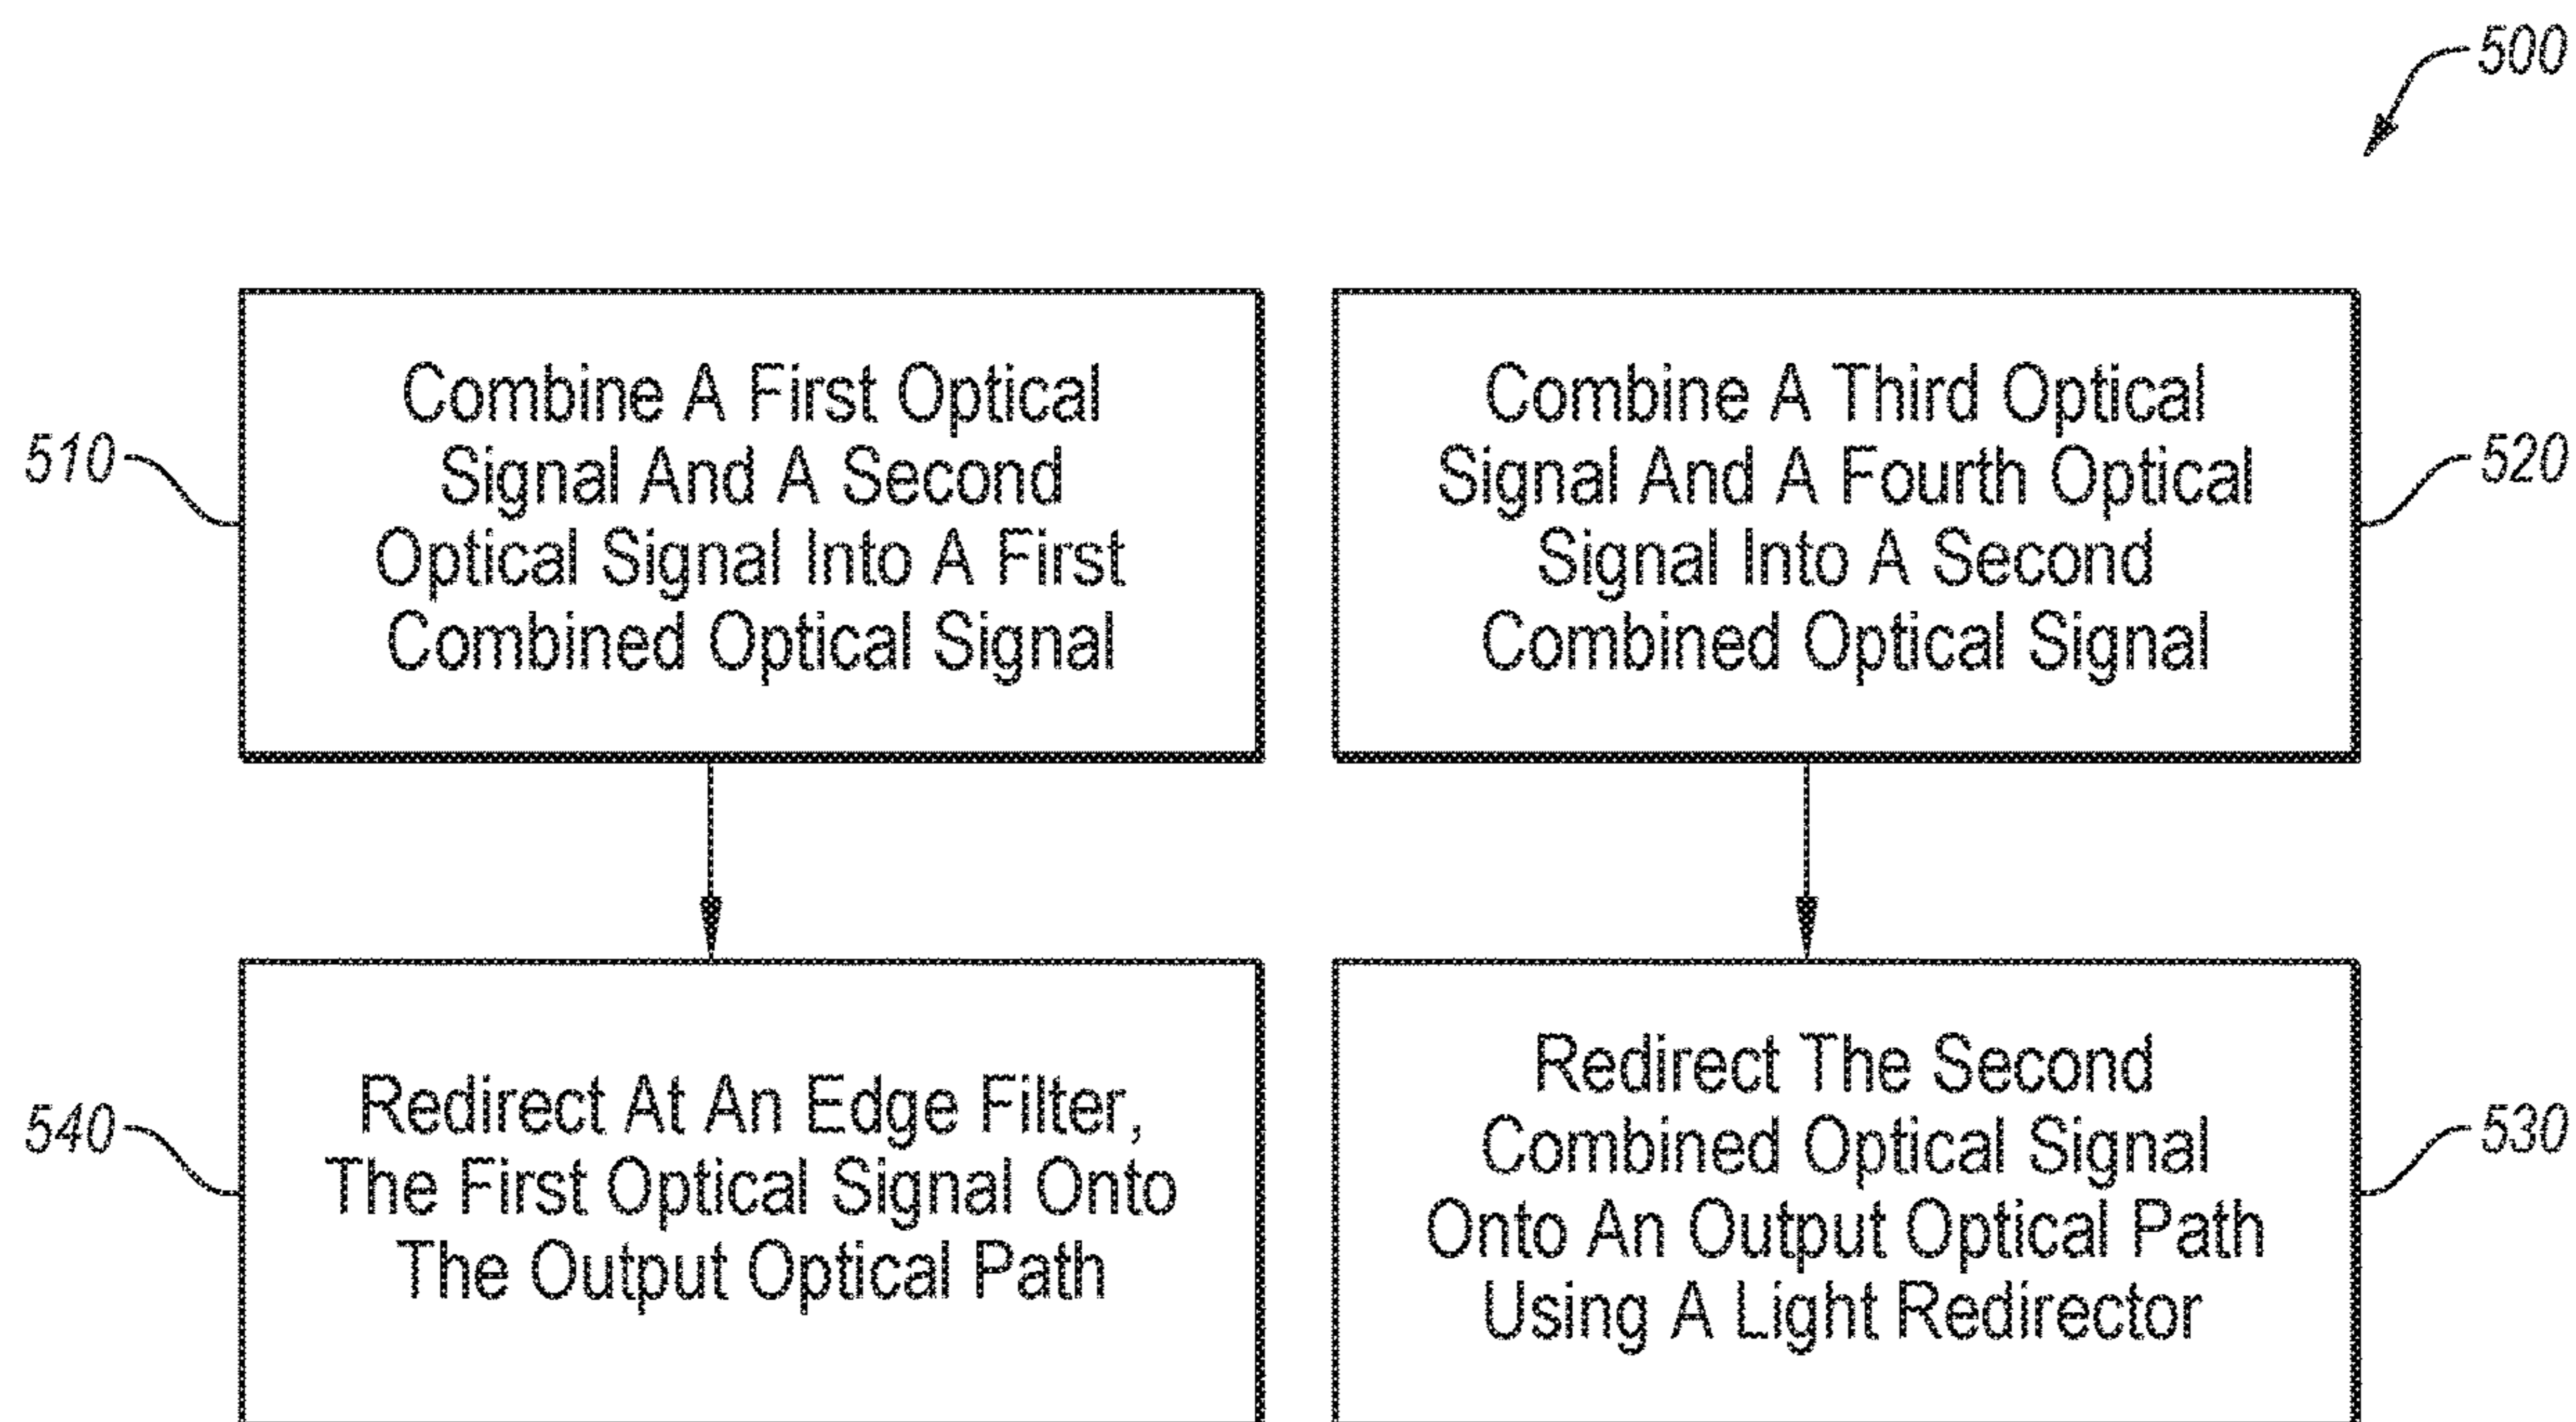 500
510
Combine A First Optical
Signal And A Second
Optical Signal Into A First
Combined Optical Signal
Combine A Third Optical
Signal And A Fourth Optical
Signal Into A Second
Combined Optical Signal
520
540
Redirect At An Edge Filter,
The First Optical Signal Onto
The Output Optical Path
Redirect The Second
Combined Optical Signal
Onto An Output Optical Path
Using A Light Redirector
530